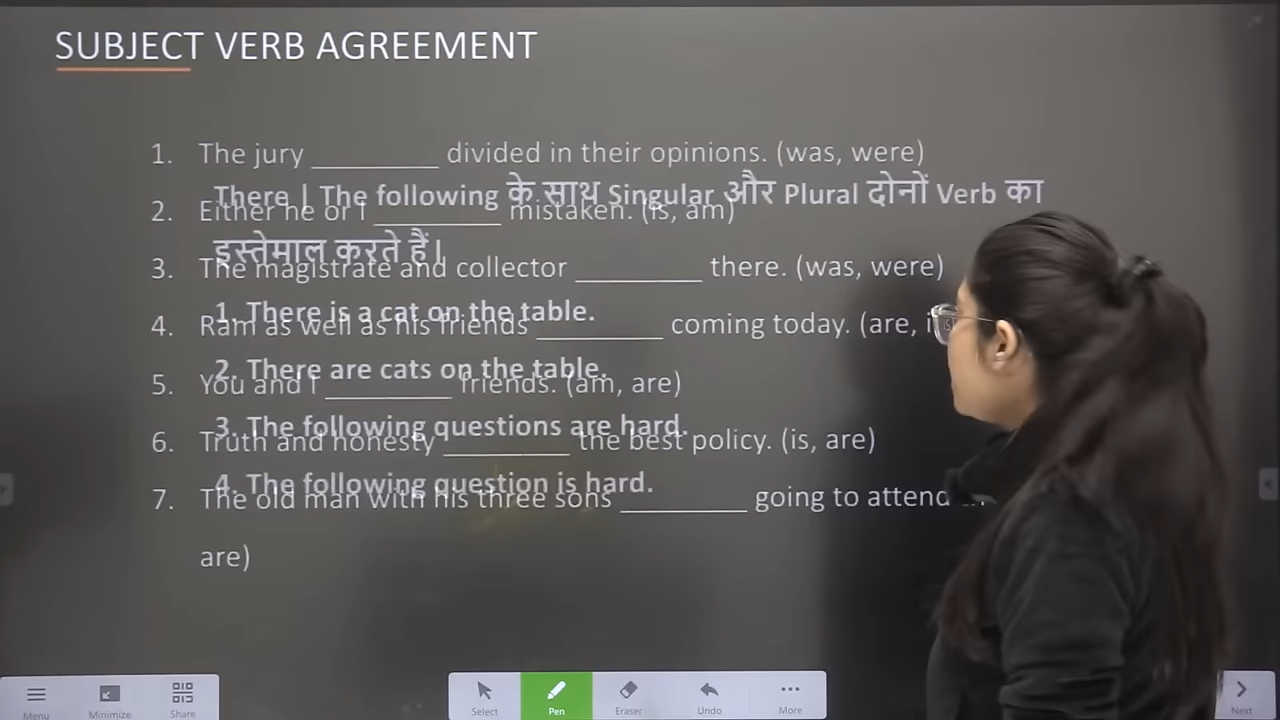 SUBJECT VERB AGREEMENT
1. The jury _________ divided in their opinions. (was, were)
There | The following के साथ Singular और Plural दोनों Verb का
2. Either he or I _________ mistaken. (is, am)
इस्तेमाल करते हैं।
3. The magistrate and collector _________ there. (was, were)
1. There is a cat on the table.
4. Ram as well as his friends _________ coming today. (are,
2. There are cats on the table.
5. You and I _________ friends. (am, are)
3. The following questions are hard.
6. Truth and honesty _________ the best policy. (is, are)
4. The following question is hard.
7. The old man with his three sons _________ going to attend
are)
Menu Minimize Share Select Pen Eraser Undo More Next